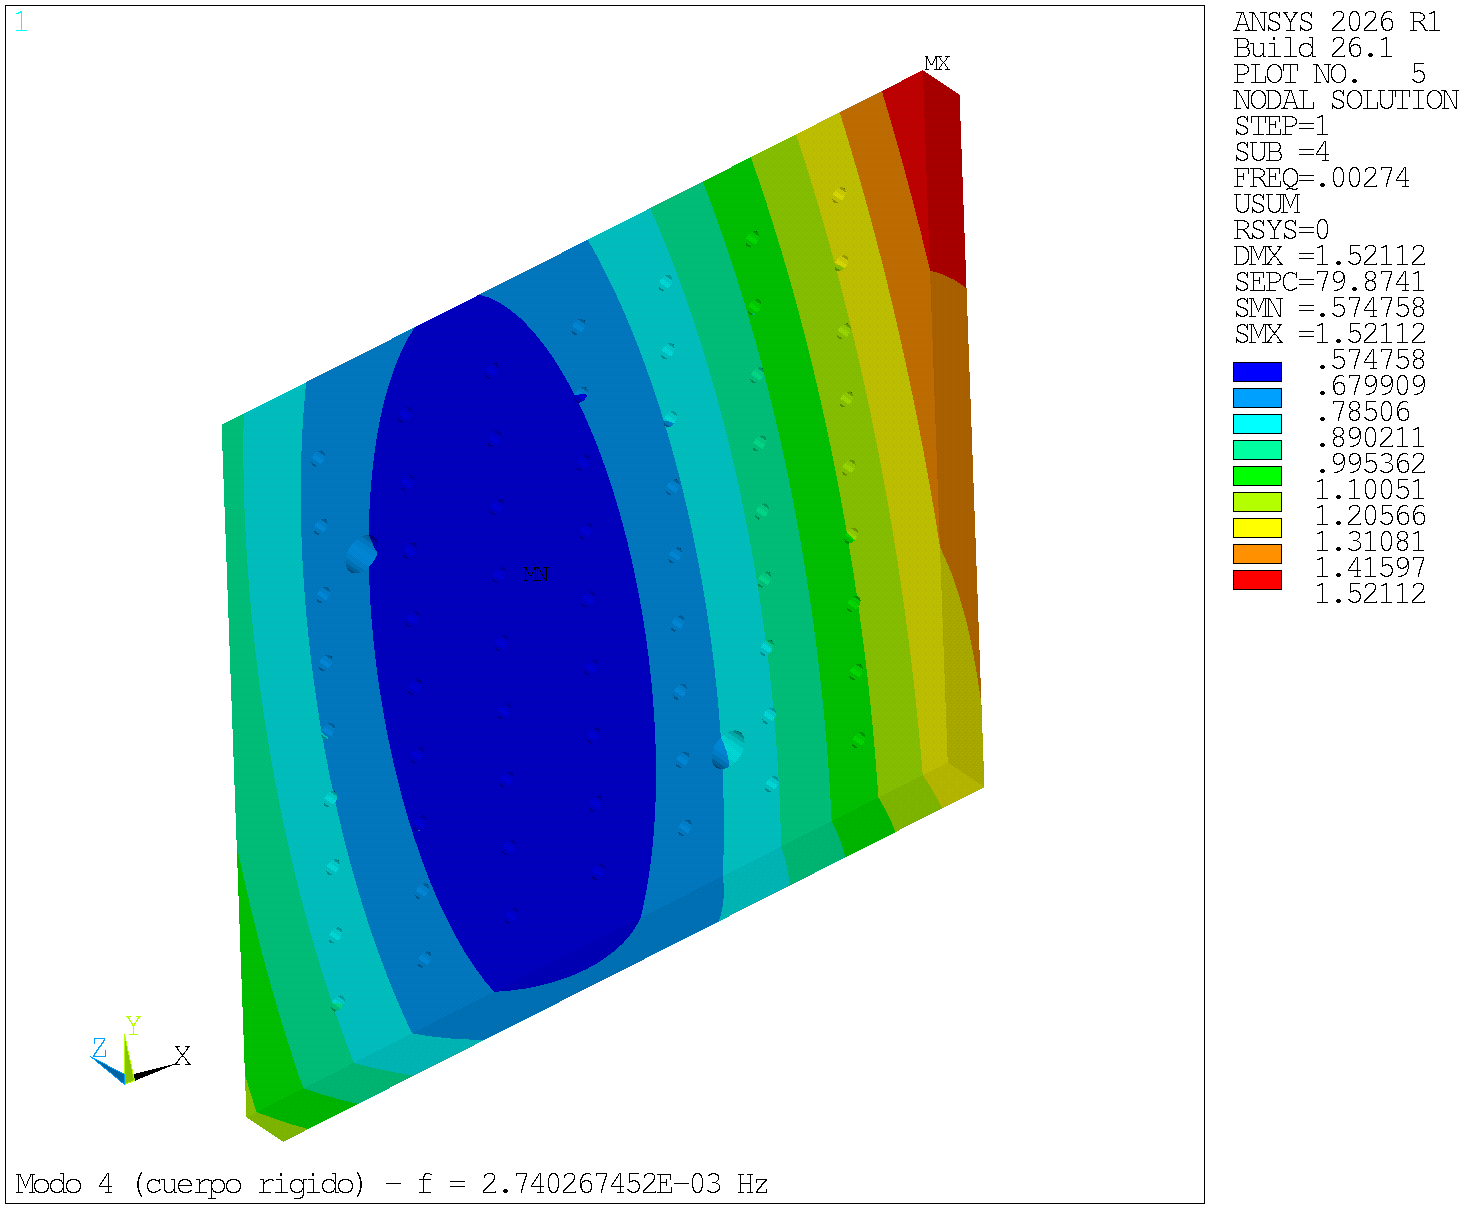 1
ANSYS 2026 R1
Build 26.1
PLOT NO.   5
NODAL SOLUTION
STEP=1
SUB =4
FREQ=.00274
USUM
RSYS=0
DMX =1.52112
SEPC=79.8741
SMN =.574758
SMX =1.52112
.574758
.679909
.78506
.890211
.995362
1.10051
1.20566
1.31081
1.41597
1.52112
MX
MN
Y
Z
X
Modo 4 (cuerpo rigido) - f = 2.740267452E-03 Hz